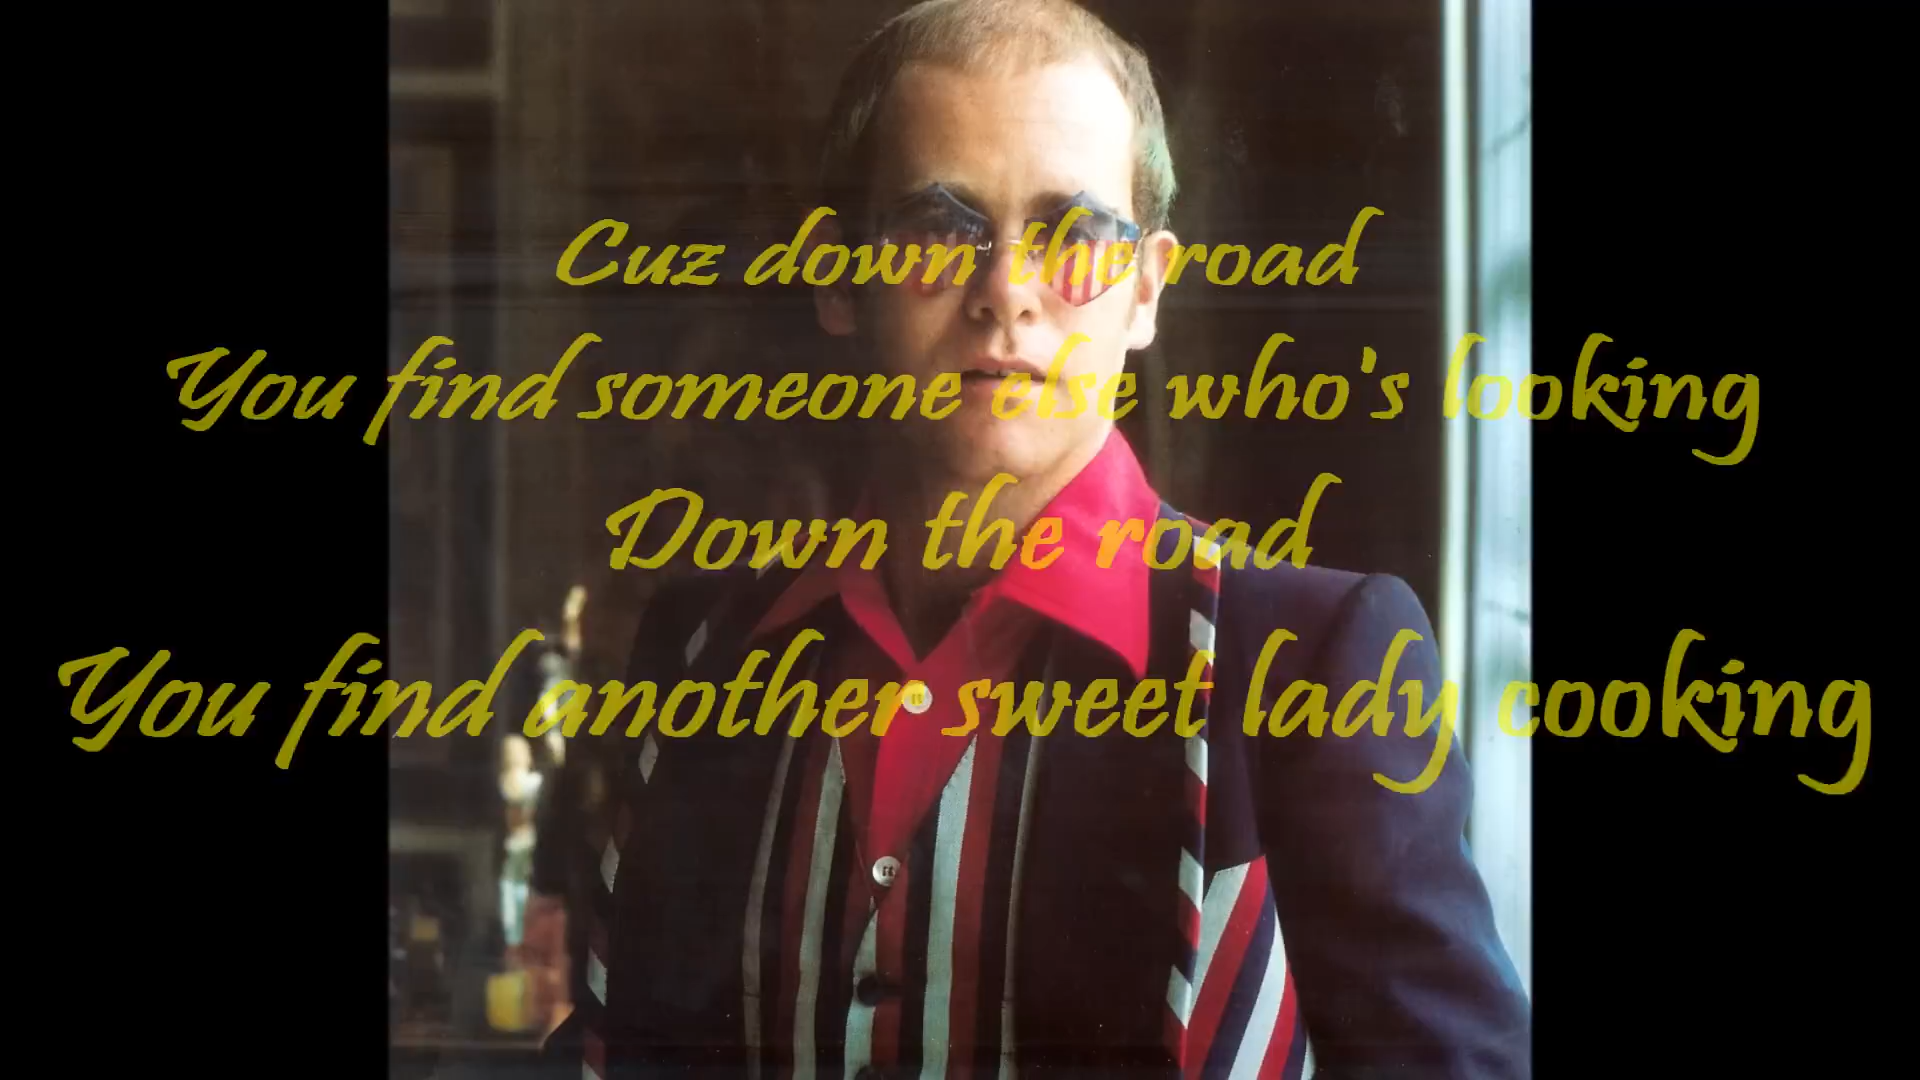 Cuz down the road
You find someone else who's looking
Down the road
You find another sweet lady cooking